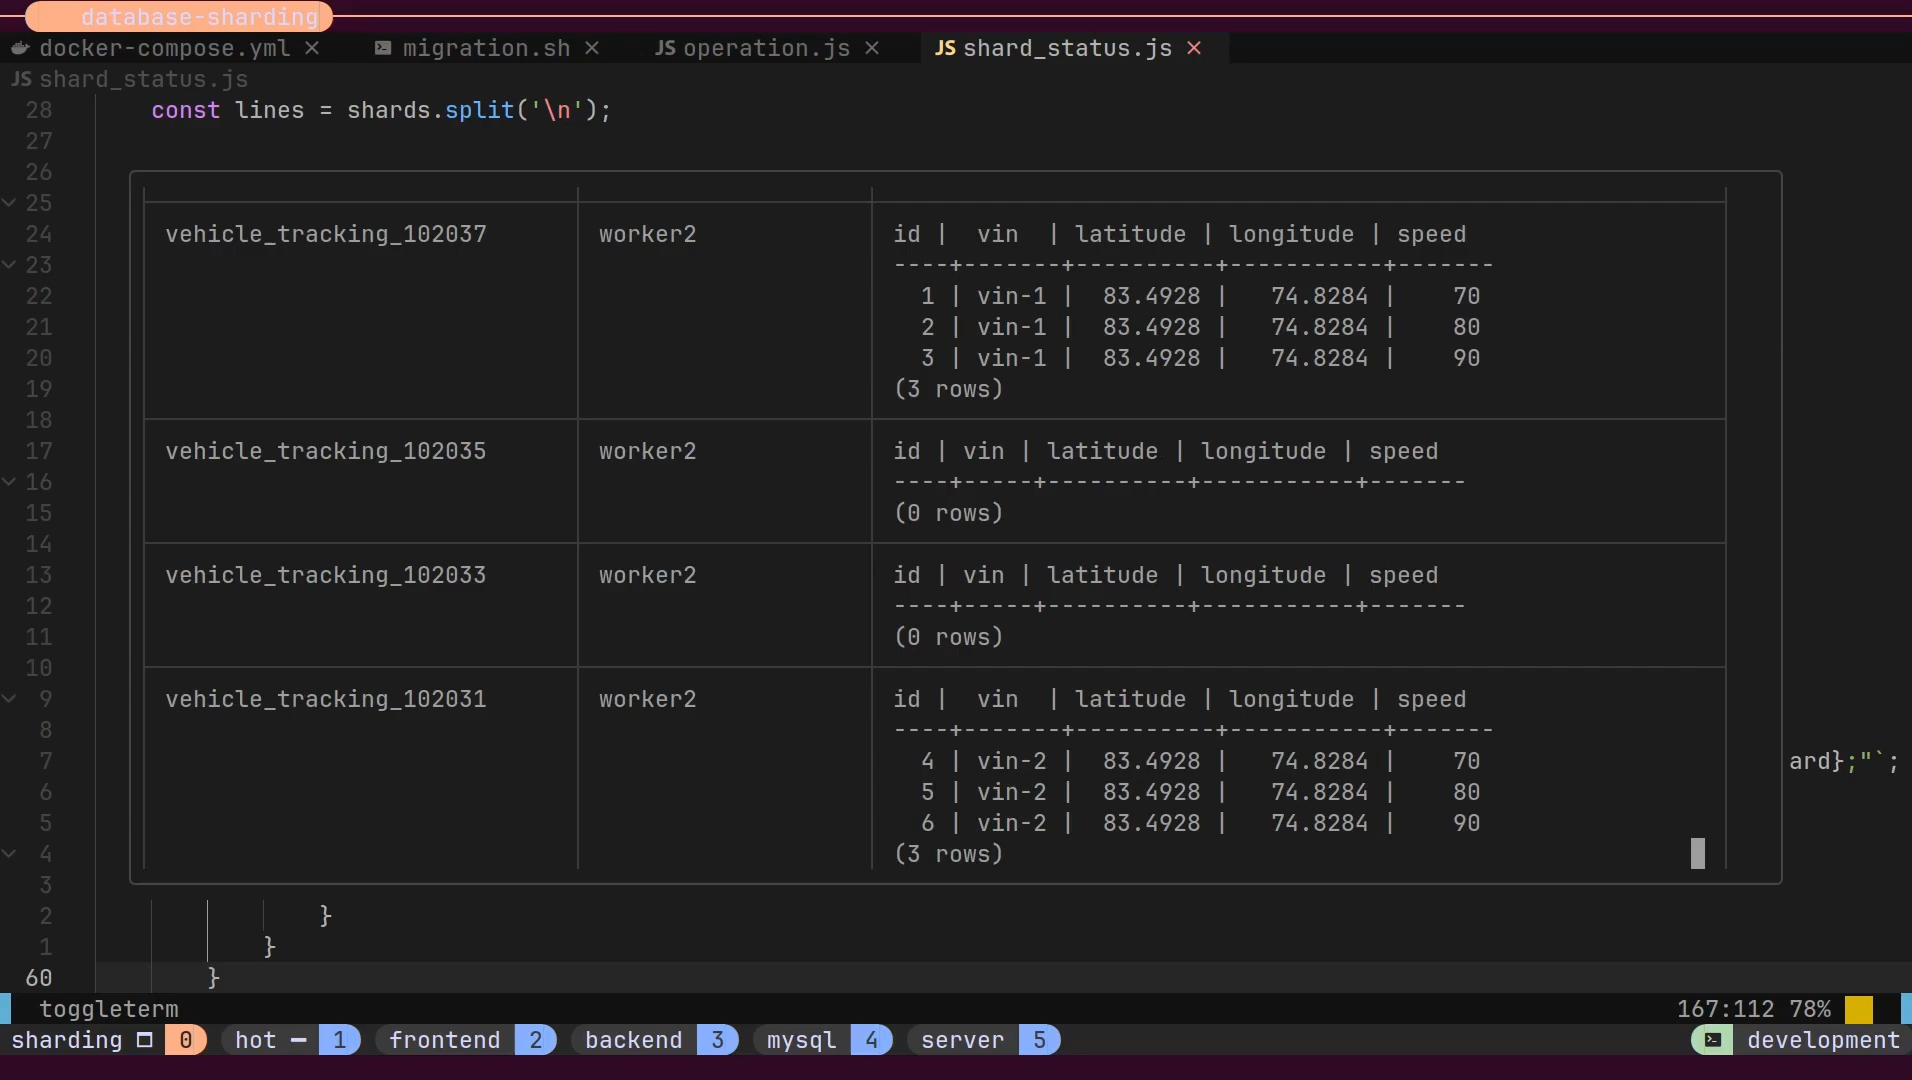 database-sharding
docker-compose.yml × migration.sh × JS operation.js × JS shard_status.js ×
JS shard_status.js
28 const lines = shards.split('\n');
27
26
25
24 vehicle_tracking_102037 worker2 id | vin | latitude | longitude | speed
23 ----+-------+----------+-----------+-------
22 1 | vin-1 | 83.4928 | 74.8284 | 70
21 2 | vin-1 | 83.4928 | 74.8284 | 80
20 3 | vin-1 | 83.4928 | 74.8284 | 90
19 (3 rows)
18
17 vehicle_tracking_102035 worker2 id | vin | latitude | longitude | speed
16 ----+-----+----------+-----------+-------
15 (0 rows)
14
13 vehicle_tracking_102033 worker2 id | vin | latitude | longitude | speed
12 ----+-----+----------+-----------+-------
11 (0 rows)
10
9 vehicle_tracking_102031 worker2 id | vin | latitude | longitude | speed
8 ----+-------+----------+-----------+-------
7 4 | vin-2 | 83.4928 | 74.8284 | 70 ard};"`;
6 5 | vin-2 | 83.4928 | 74.8284 | 80
5 6 | vin-2 | 83.4928 | 74.8284 | 90
4 (3 rows)
3
2 }
1 }
60 }
toggleterm 167:112 78%
sharding 0 hot 1 frontend 2 backend 3 mysql 4 server 5 development